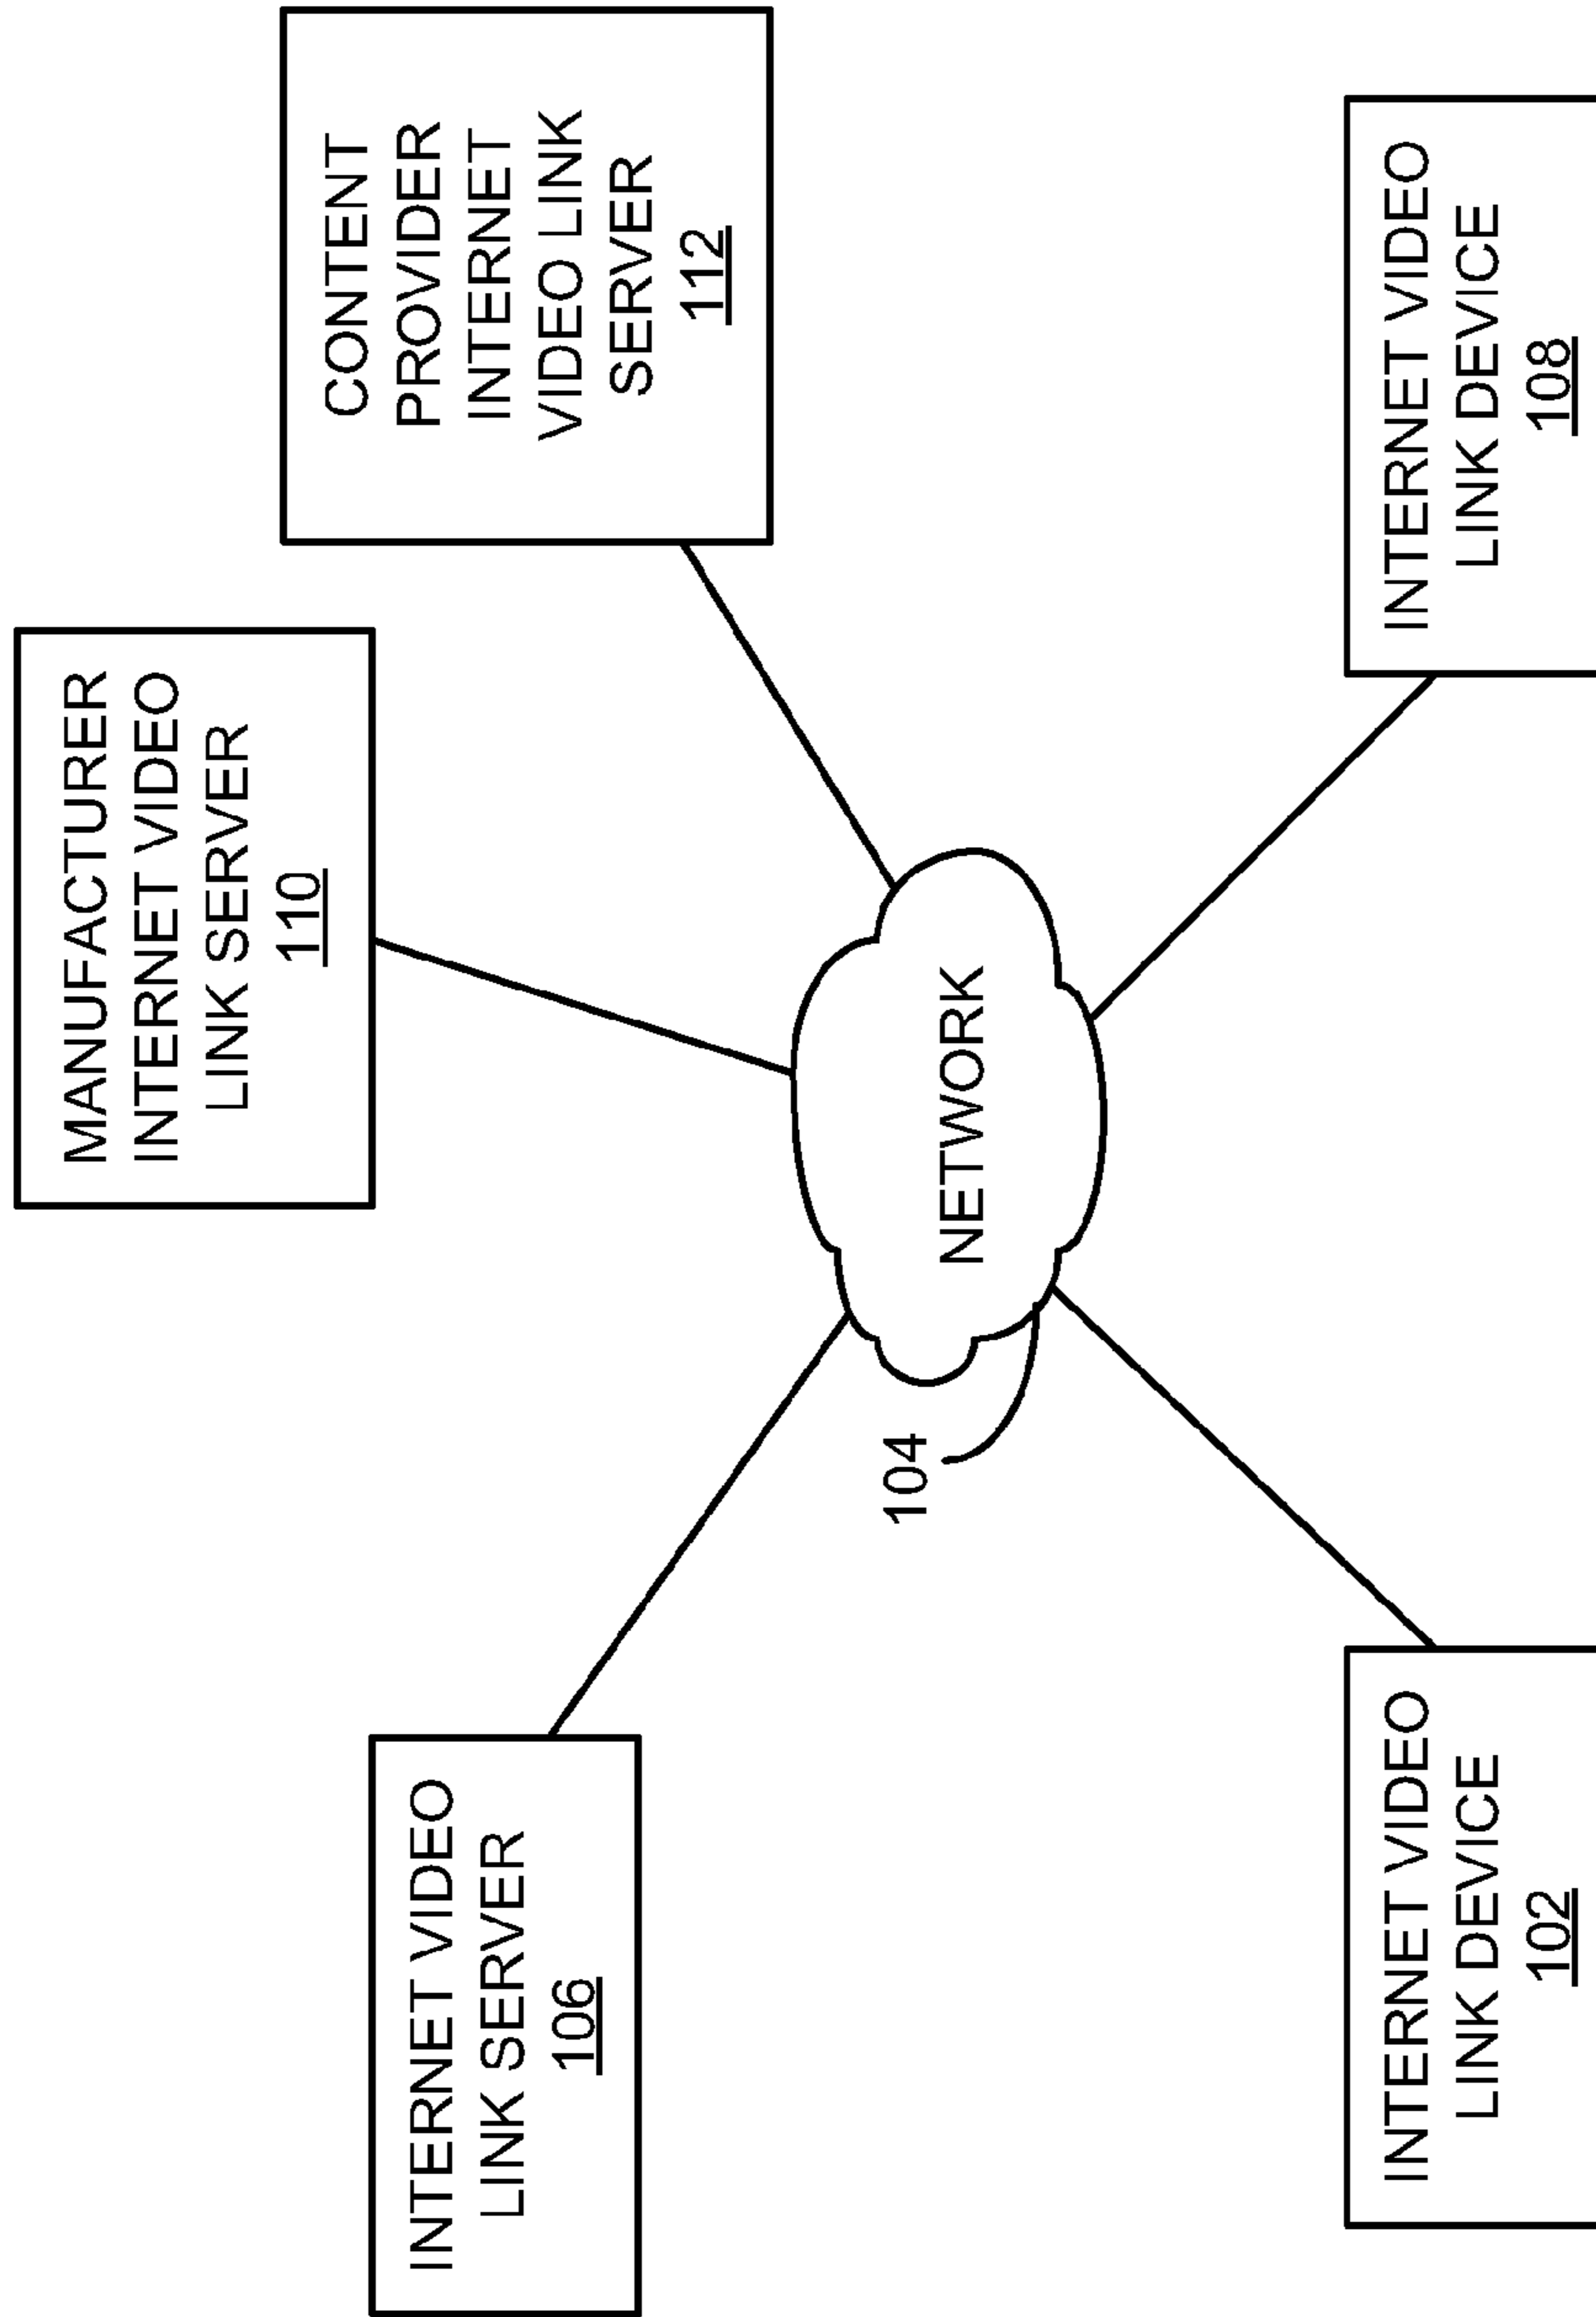 MANUFACTURER
INTERNET VIDEO
LINK SERVER
110
CONTENT
PROVIDER
INTERNET
VIDEO LINK
SERVER
112
INTERNET VIDEO
LINK SERVER
106
104
NETWORK
INTERNET VIDEO
LINK DEVICE
102
INTERNET VIDEO
LINK DEVICE
108